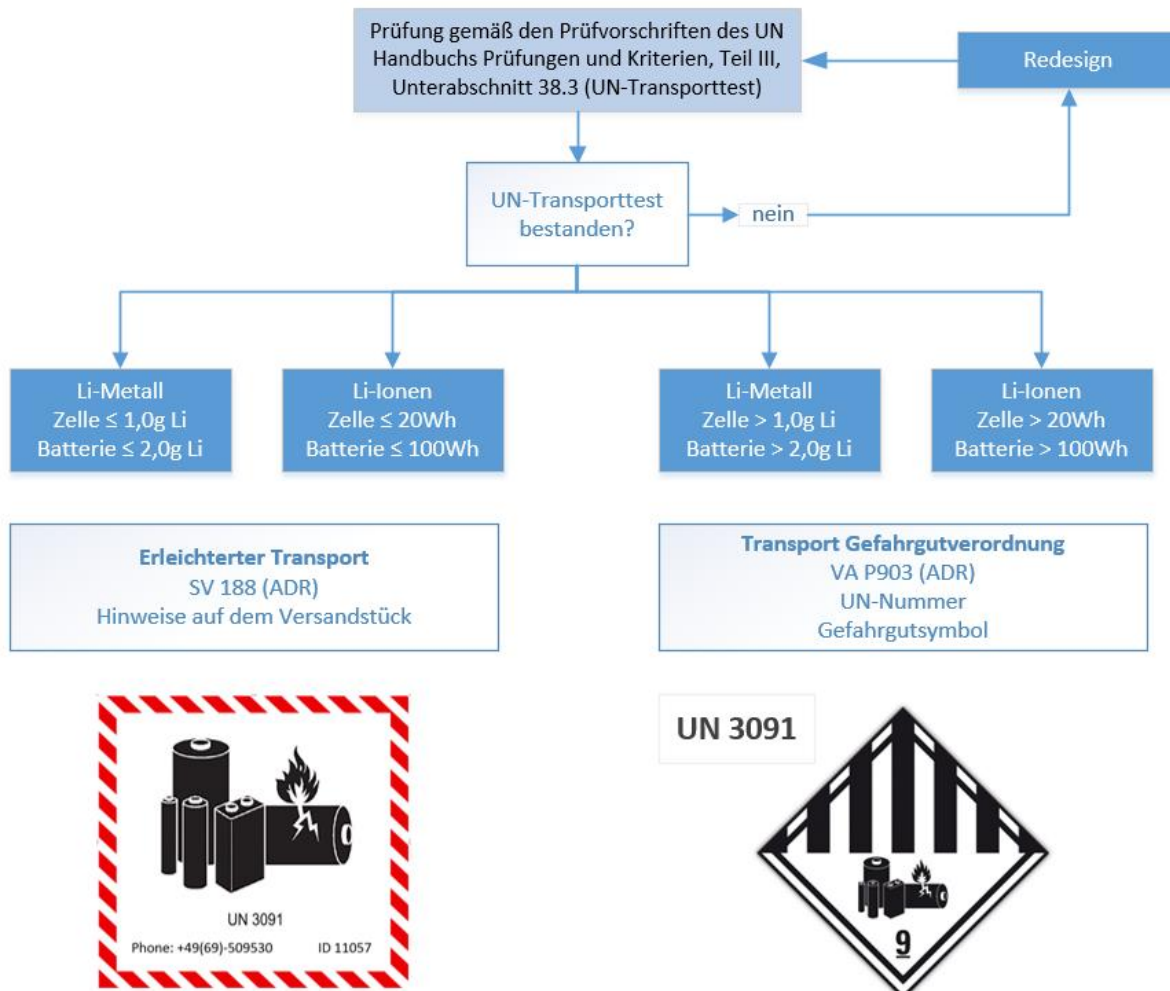 Prüfung gemäß den Prüfvorschriften des UN
Handbuchs Prüfungen und Kriterien, Teil III,
Unterabschnitt 38.3 (UN-Transporttest)
Redesign
UN-Transporttest
bestanden?
nein
Li-Metall
Zelle ≤ 1,0g Li
Batterie ≤ 2,0g Li
Li-Ionen
Zelle ≤ 20Wh
Batterie ≤ 100Wh
Li-Metall
Zelle > 1,0g Li
Batterie > 2,0g Li
Li-Ionen
Zelle > 20Wh
Batterie > 100Wh
Erleichterter Transport
SV 188 (ADR)
Hinweise auf dem Versandstück
Transport Gefahrgutverordnung
VA P903 (ADR)
UN-Nummer
Gefahrgutsymbol
UN 3091
Phone: +49(69)-509530 ID 11057
UN 3091
9